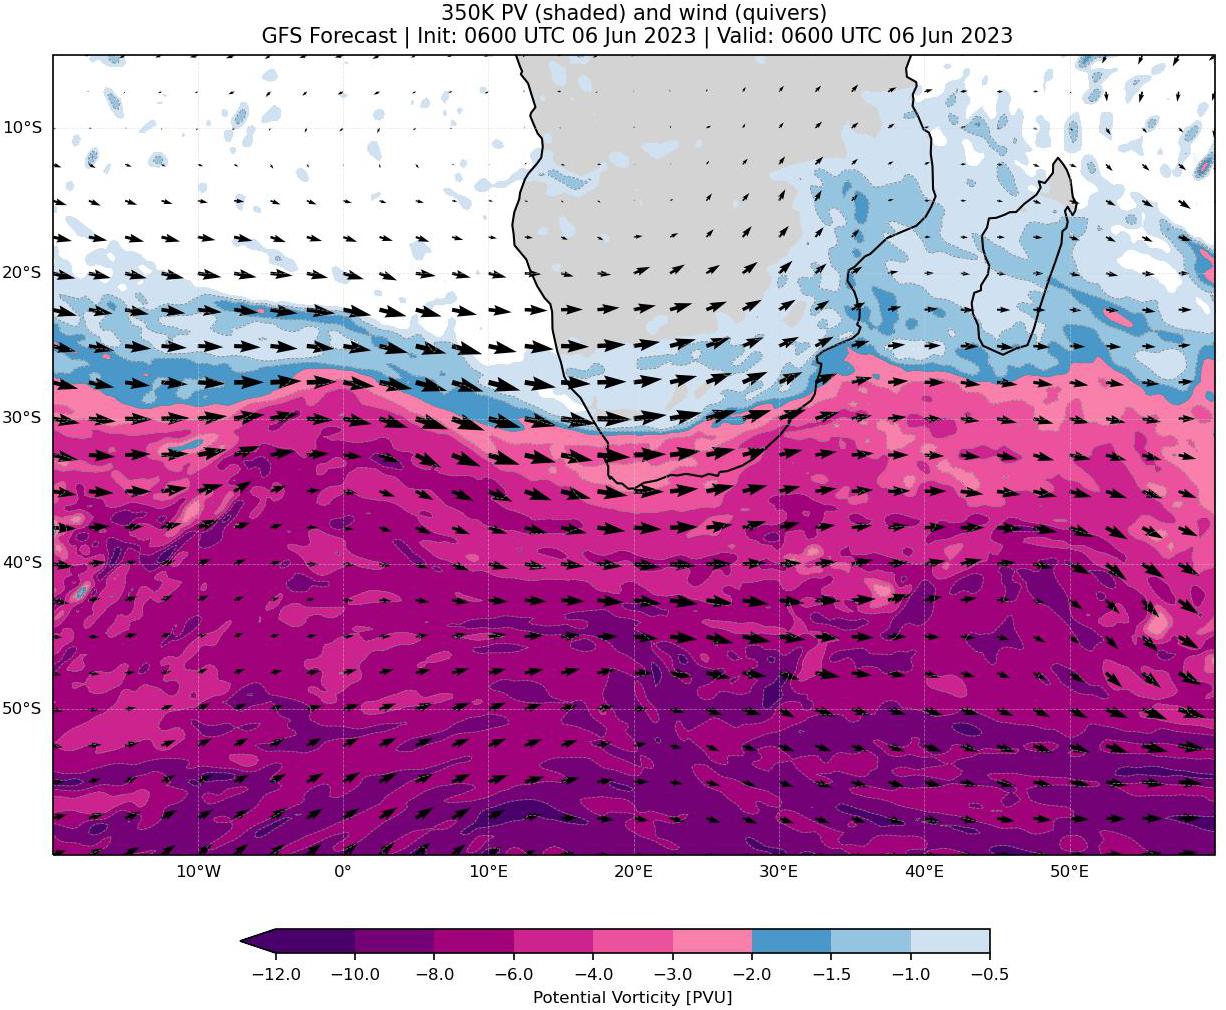 350K PV (shaded) and wind (quivers)
GFS Forecast | Init: 0600 UTC 06 Jun 2023 | Valid: 0600 UTC 06 Jun 2023
10°S
20°S
30°S
40°S
50°S
10°W 0° 10°E 20°E 30°E 40°E 50°E
−12.0 −10.0 −8.0 −6.0 −4.0 −3.0 −2.0 −1.5 −1.0 −0.5
Potential Vorticity [PVU]